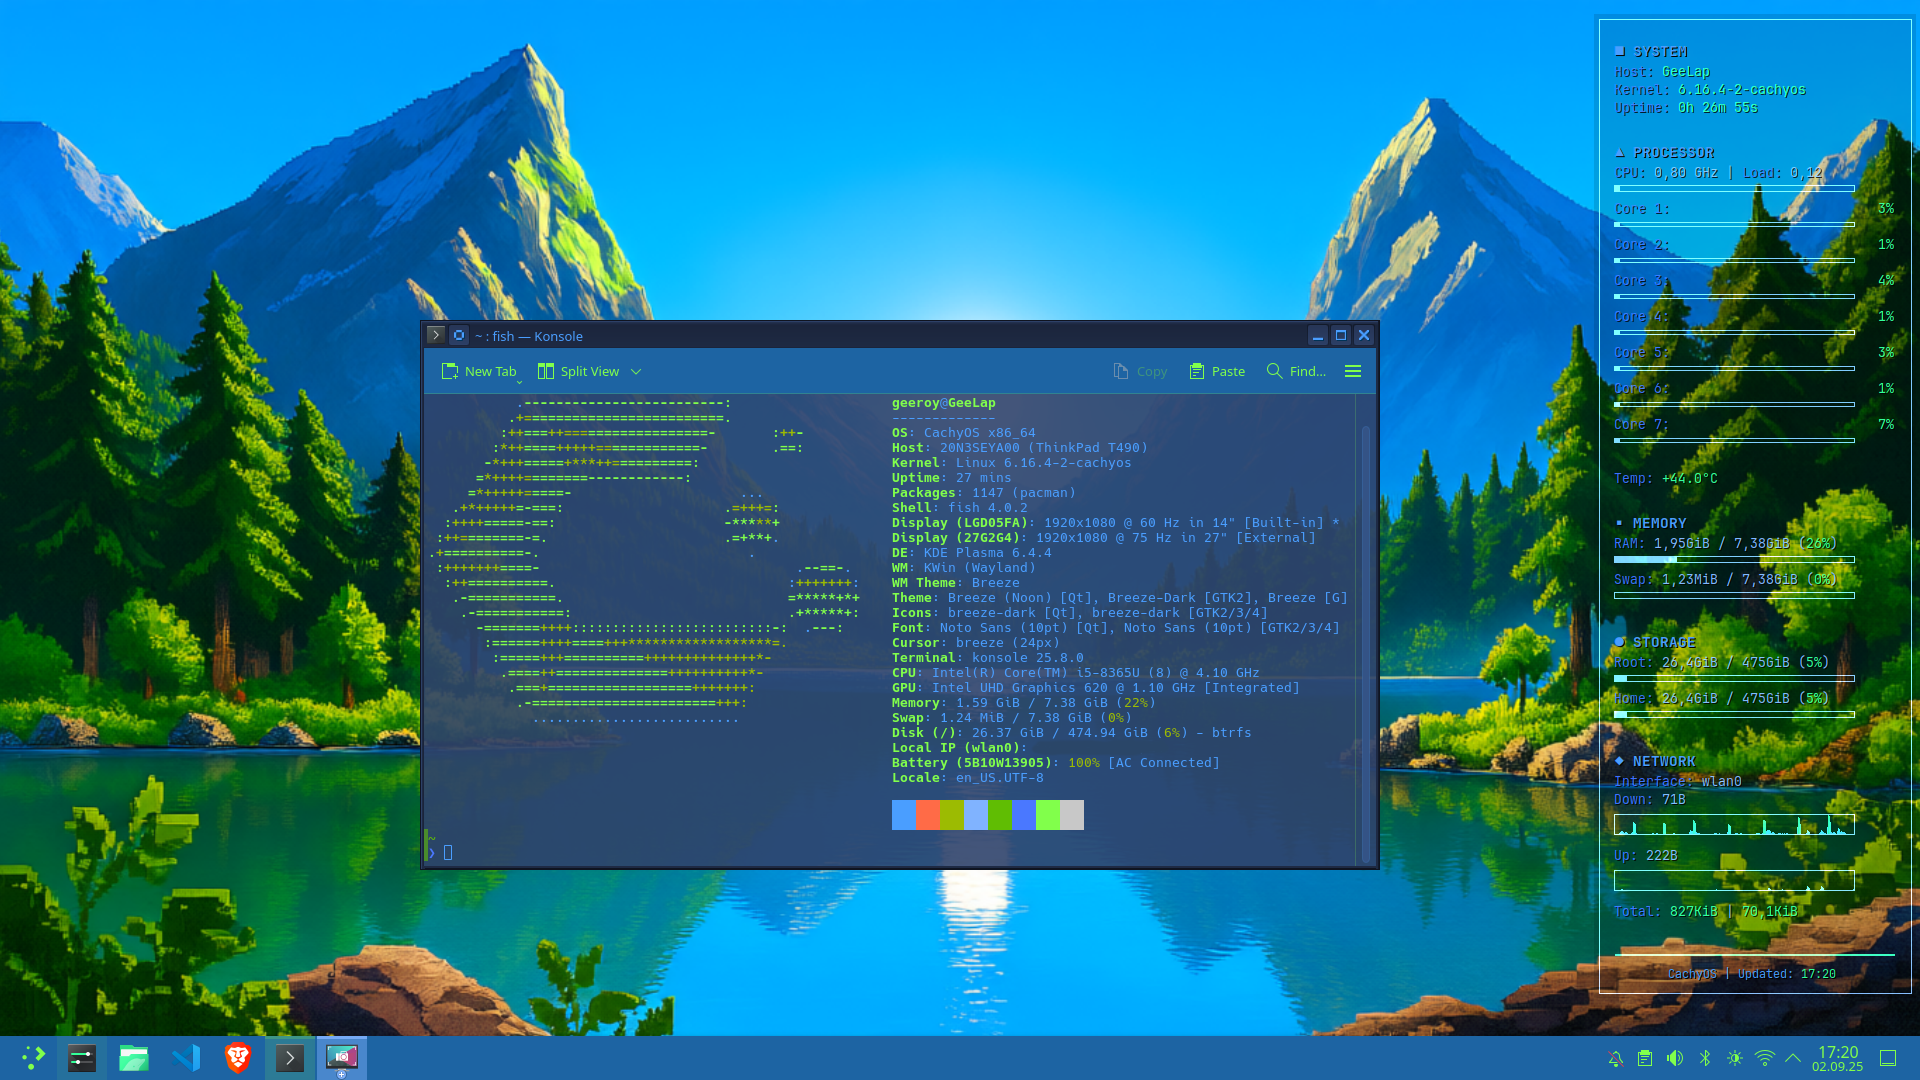 ~ : fish — Konsole
New Tab
Split View
Copy
Paste
Find...
geeroy@GeeLap
-------------
OS: CachyOS x86_64
Host: 20N3SEYA00 (ThinkPad T490)
Kernel: Linux 6.16.4-2-cachyos
Uptime: 27 mins
Packages: 1147 (pacman)
Shell: fish 4.0.2
Display (LGD05FA): 1920x1080 @ 60 Hz in 14" [Built-in] *
Display (27G2G4): 1920x1080 @ 75 Hz in 27" [External]
DE: KDE Plasma 6.4.4
WM: KWin (Wayland)
WM Theme: Breeze
Theme: Breeze (Noon) [Qt], Breeze-Dark [GTK2], Breeze [G]
Icons: breeze-dark [Qt], breeze-dark [GTK2/3/4]
Font: Noto Sans (10pt) [Qt], Noto Sans (10pt) [GTK2/3/4]
Cursor: breeze (24px)
Terminal: konsole 25.8.0
CPU: Intel(R) Core(TM) i5-8365U (8) @ 4.10 GHz
GPU: Intel UHD Graphics 620 @ 1.10 GHz [Integrated]
Memory: 1.59 GiB / 7.38 GiB (22%)
Swap: 1.24 MiB / 7.38 GiB (0%)
Disk (/): 26.37 GiB / 474.94 GiB (6%) - btrfs
Local IP (wlan0):
Battery (5B10W13905): 100% [AC Connected]
Locale: en_US.UTF-8
~
❯
■ SYSTEM
Host: GeeLap
Kernel: 6.16.4-2-cachyos
Uptime: 0h 26m 55s
▲ PROCESSOR
CPU: 0,80 GHz | Load: 0,12
Core 1: 3%
Core 2: 1%
Core 3: 4%
Core 4: 1%
Core 5: 3%
Core 6: 1%
Core 7: 7%
Temp: +44.0°C
▪ MEMORY
RAM: 1,95GiB / 7,38GiB (26%)
Swap: 1,23MiB / 7,38GiB (0%)
● STORAGE
Root: 26,4GiB / 475GiB (5%)
Home: 26,4GiB / 475GiB (5%)
◆ NETWORK
Interface: wlan0
Down: 71B
Up: 222B
Total: 827KiB | 70,1KiB
CachyOS | Updated: 17:20
17:20
02.09.25